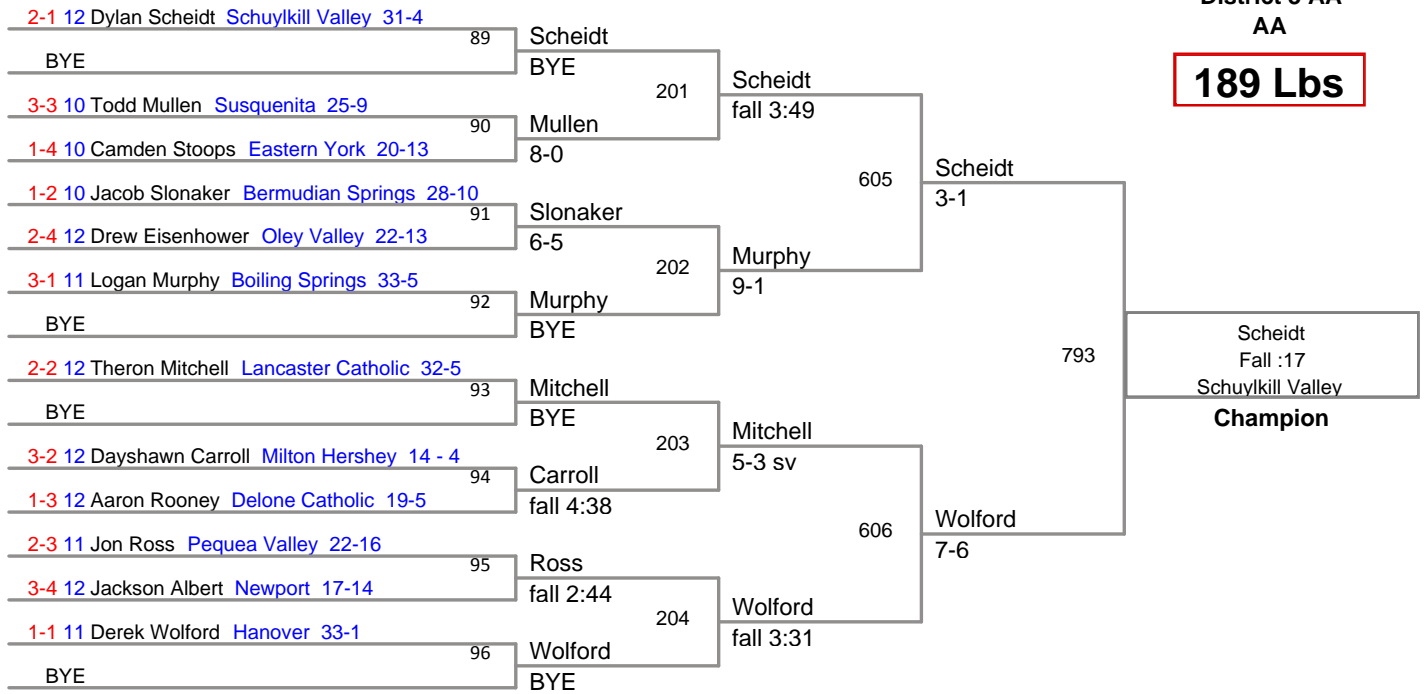 District 3 AA
AA
189 Lbs
2-1 12 Dylan Scheidt Schuylkill Valley 31-4
89
BYE
Scheidt
BYE
201
3-3 10 Todd Mullen Susquenita 25-9
90
1-4 10 Camden Stoops Eastern York 20-13
Mullen
8-0
Scheidt
fall 3:49
605
1-2 10 Jacob Slonaker Bermudian Springs 28-10
91
2-4 12 Drew Eisenhower Oley Valley 22-13
Slonaker
6-5
202
3-1 11 Logan Murphy Boiling Springs 33-5
92
BYE
Murphy
BYE
Murphy
9-1
Scheidt
3-1
793
2-2 12 Theron Mitchell Lancaster Catholic 32-5
93
BYE
Mitchell
BYE
203
3-2 12 Dayshawn Carroll Milton Hershey 14 - 4
94
1-3 12 Aaron Rooney Delone Catholic 19-5
Carroll
fall 4:38
Mitchell
5-3 sv
606
2-3 11 Jon Ross Pequea Valley 22-16
95
3-4 12 Jackson Albert Newport 17-14
Ross
fall 2:44
204
1-1 11 Derek Wolford Hanover 33-1
96
BYE
Wolford
BYE
Wolford
fall 3:31
Wolford
7-6
Scheidt
Fall :17
Schuylkill Valley
Champion